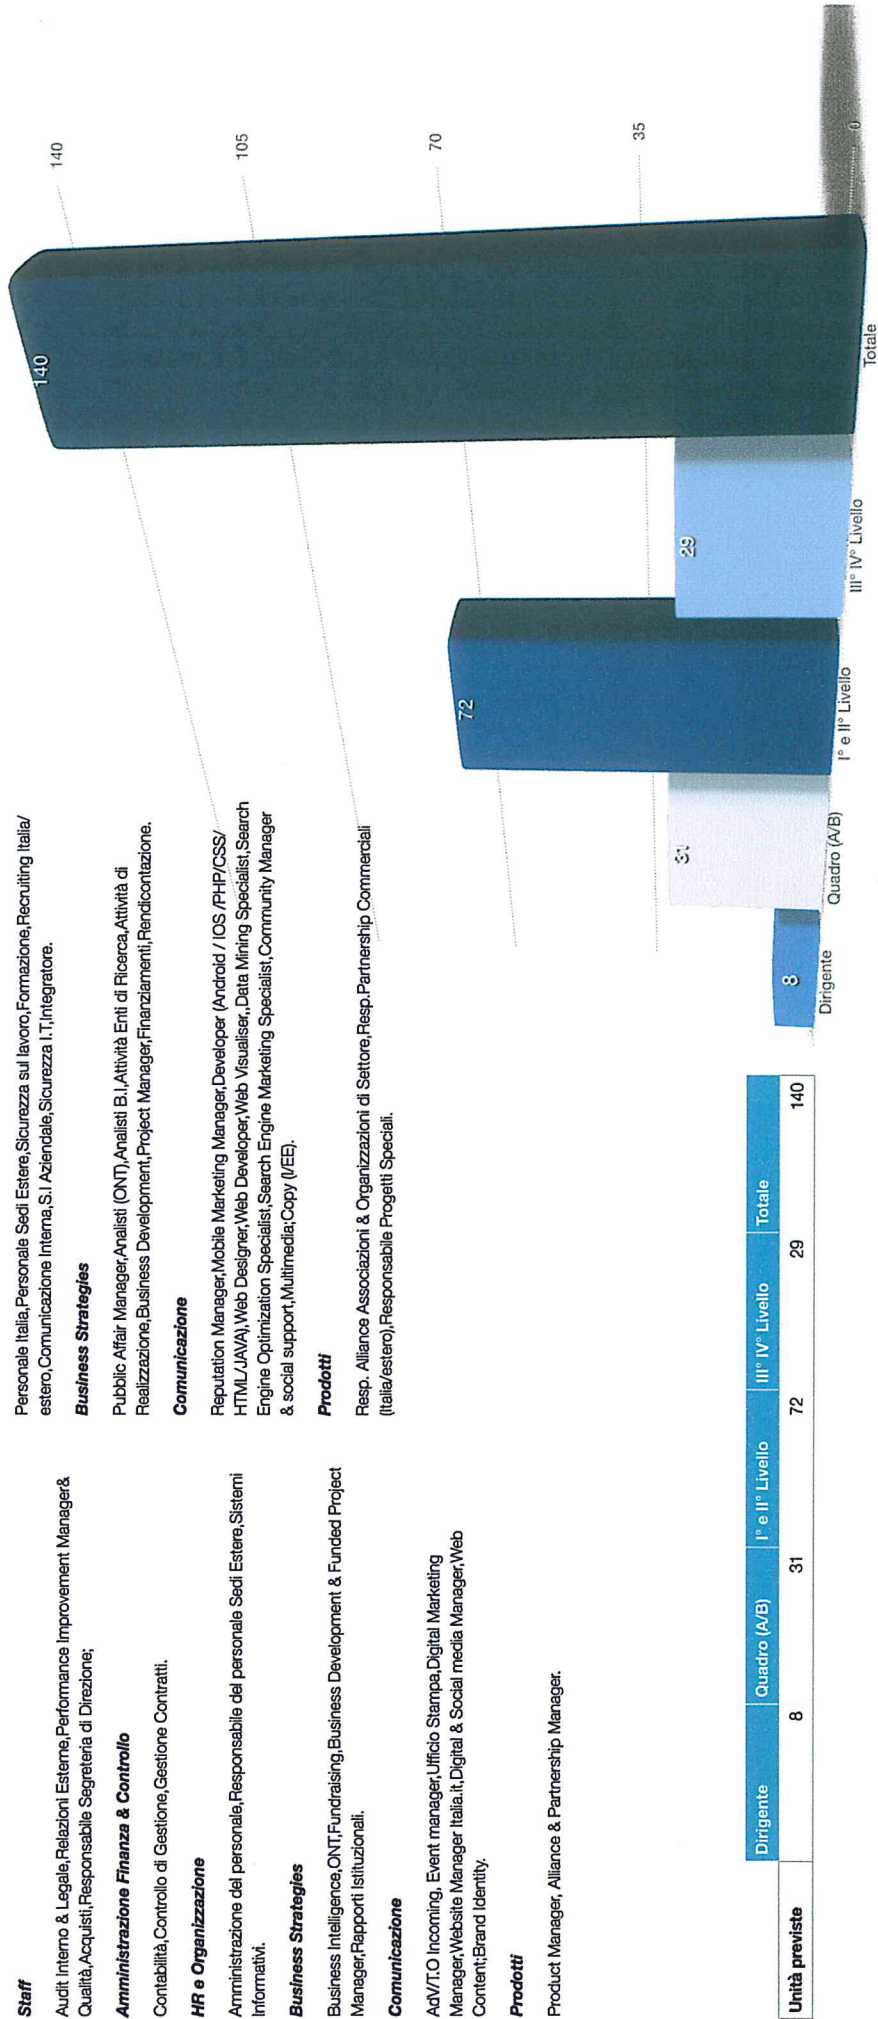 Staff
Audit Interno & Legale,Relazioni Esterne,Performance Improvement Manager&
Qualità,Acquisti,Responsabile Segreteria di Direzione;
Amministrazione Finanza & Controllo
Contabilità,Controllo di Gestione,Gestione Contratti.
HR e Organizzazione
Amministrazione del personale,Responsabile del personale Sedi Estere,Sistemi
Informativi.
Business Strategies
Business Intelligence,ONT,Fundraising,Business Development & Funded Project
Manager,Rapporti Istituzionali.
Comunicazione
AdV/T.O Incoming, Event manager,Ufficio Stampa,Digital Marketing
Manager,Website Manager Italia.it,Digital & Social media Manager,Web
Content;Brand Identity.
Prodotti
Product Manager, Alliance & Partnership Manager.
Personale Italia,Personale Sedi Estere,Sicurezza sul lavoro,Formazione,Recruiting Italia/
estero,Comunicazione Interna,S.I Aziendale,Sicurezza I.T,Integratore.
Business Strategies
Pubblic Affair Manager,Analisti (ONT),Analisti B.I,Attività Enti di Ricerca,Attività di
Realizzazione,Business Development,Project Manager,Finanziamenti,Rendicontazione.
Comunicazione
Reputation Manager,Mobile Marketing Manager,Developer (Android / IOS /PHP/CSS/
HTML/JAVA),Web Designer,Web Developer,Web Visualiser,,Data Mining Specialist,Search
Engine Optimization Specialist,Search Engine Marketing Specialist,Community Manager
& social support,Multimedia;Copy (I/EE).
Prodotti
Resp. Alliance Associazioni & Organizzazioni di Settore,Resp.Partnership Commerciali
(Italia/estero),Responsabile Progetti Speciali.
Dirigente Quadro (A/B) I° e II° Livello III° IV° Livello Totale
Unità previste 8 31 72 29 140
140
105
70
35
0
8
31
72
29
140
Dirigente
Quadro (A/B)
I° e II° Livello
III° IV° Livello
Totale